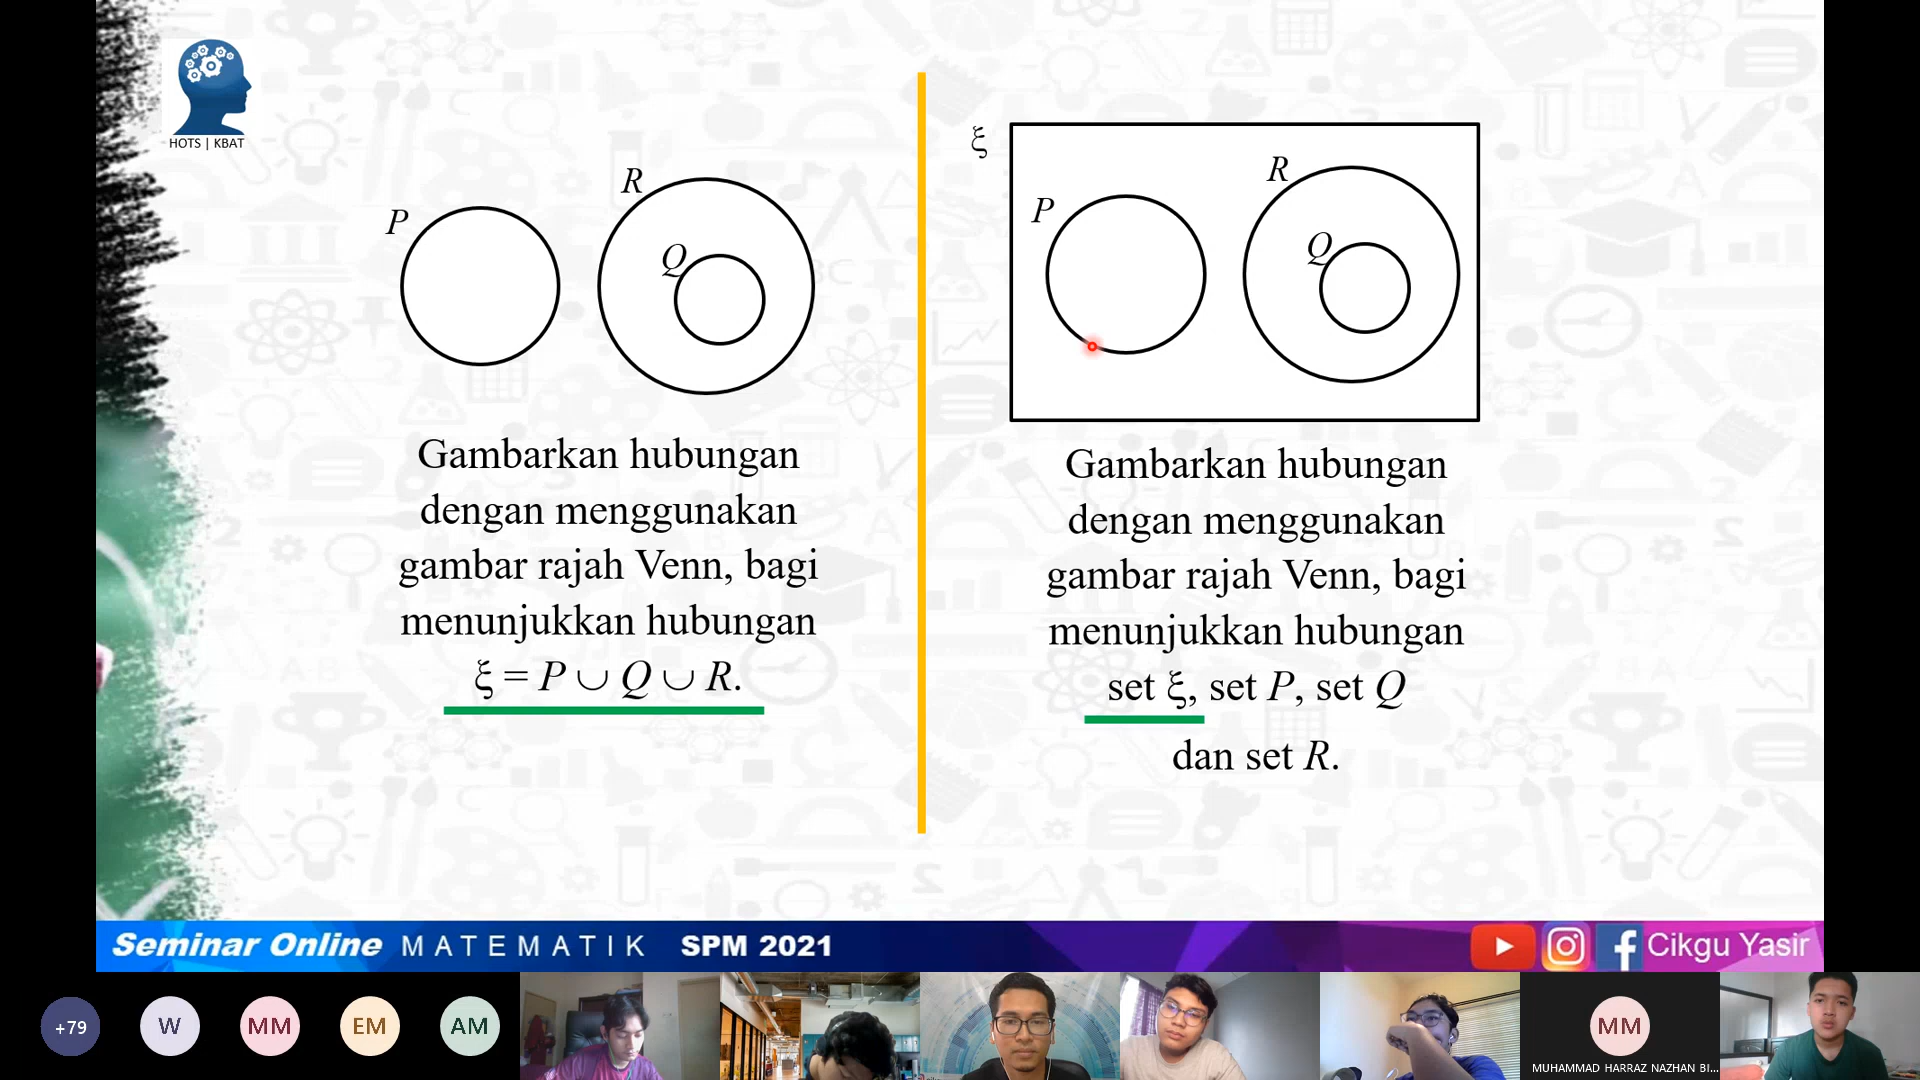 HOTS | KBAT
P
R
Q
Gambarkan hubungan
dengan menggunakan
gambar rajah Venn, bagi
menunjukkan hubungan
ξ = P ∪ Q ∪ R.
ξ
P
R
Q
Gambarkan hubungan
dengan menggunakan
gambar rajah Venn, bagi
menunjukkan hubungan
set ξ, set P, set Q
dan set R.
Seminar Online MATEMATIK SPM 2021
Cikgu Yasir
+79
W
MM
EM
AM
MM
MUHAMMAD HARRAZ NAZHAN BI...